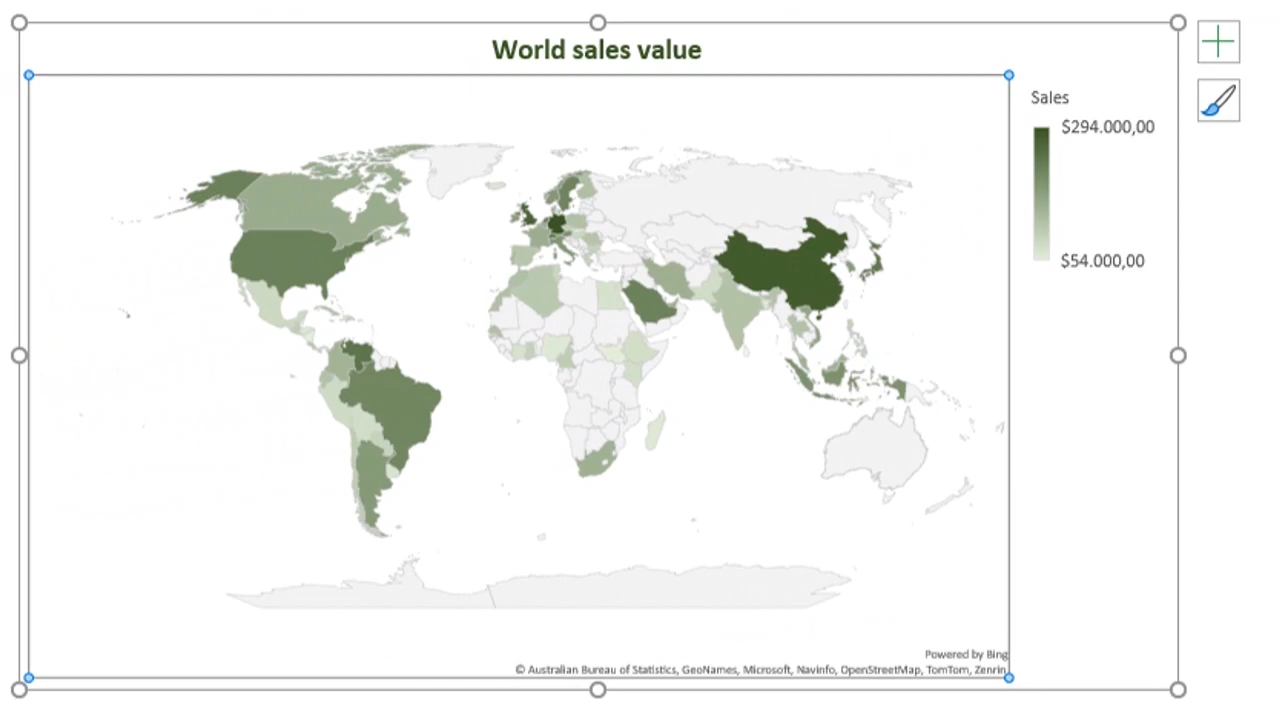 World sales value
Sales
$294.000,00
$54.000,00
Powered by Bing
© Australian Bureau of Statistics, GeoNames, Microsoft, Navinfo, OpenStreetMap, TomTom, Zenrin